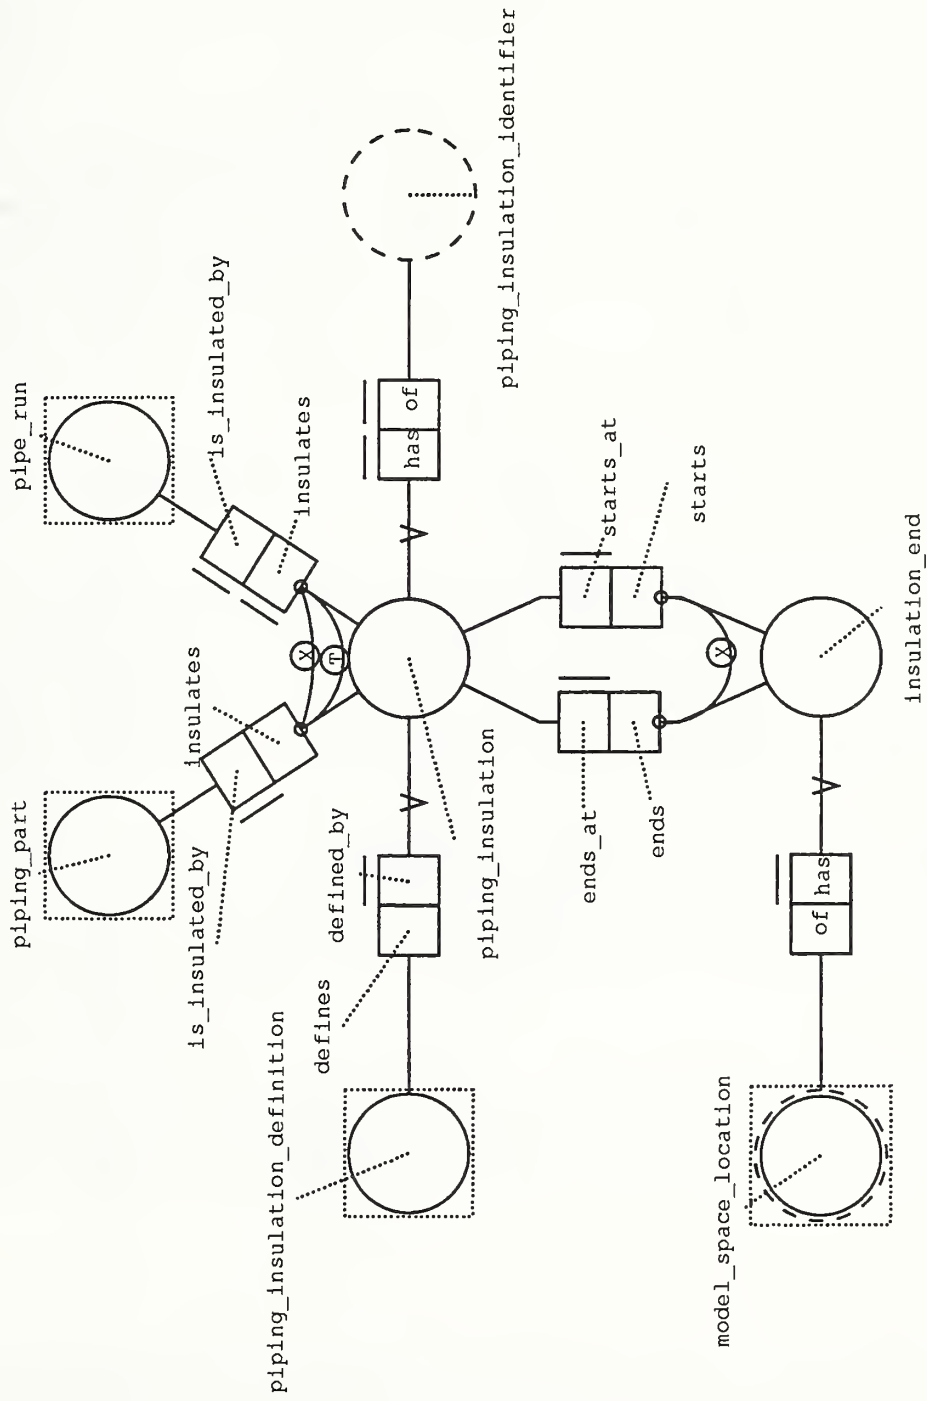 piping_part
pipe_run
is_insulated_by
insulates
is_insulated_by
piping_insulation_definition
insulates
X
T
defines
defined_by
has of
piping_insulation
piping_insulation_identifier
ends_at
starts_at
ends
starts
model_space_location
X
of has
insulation_end